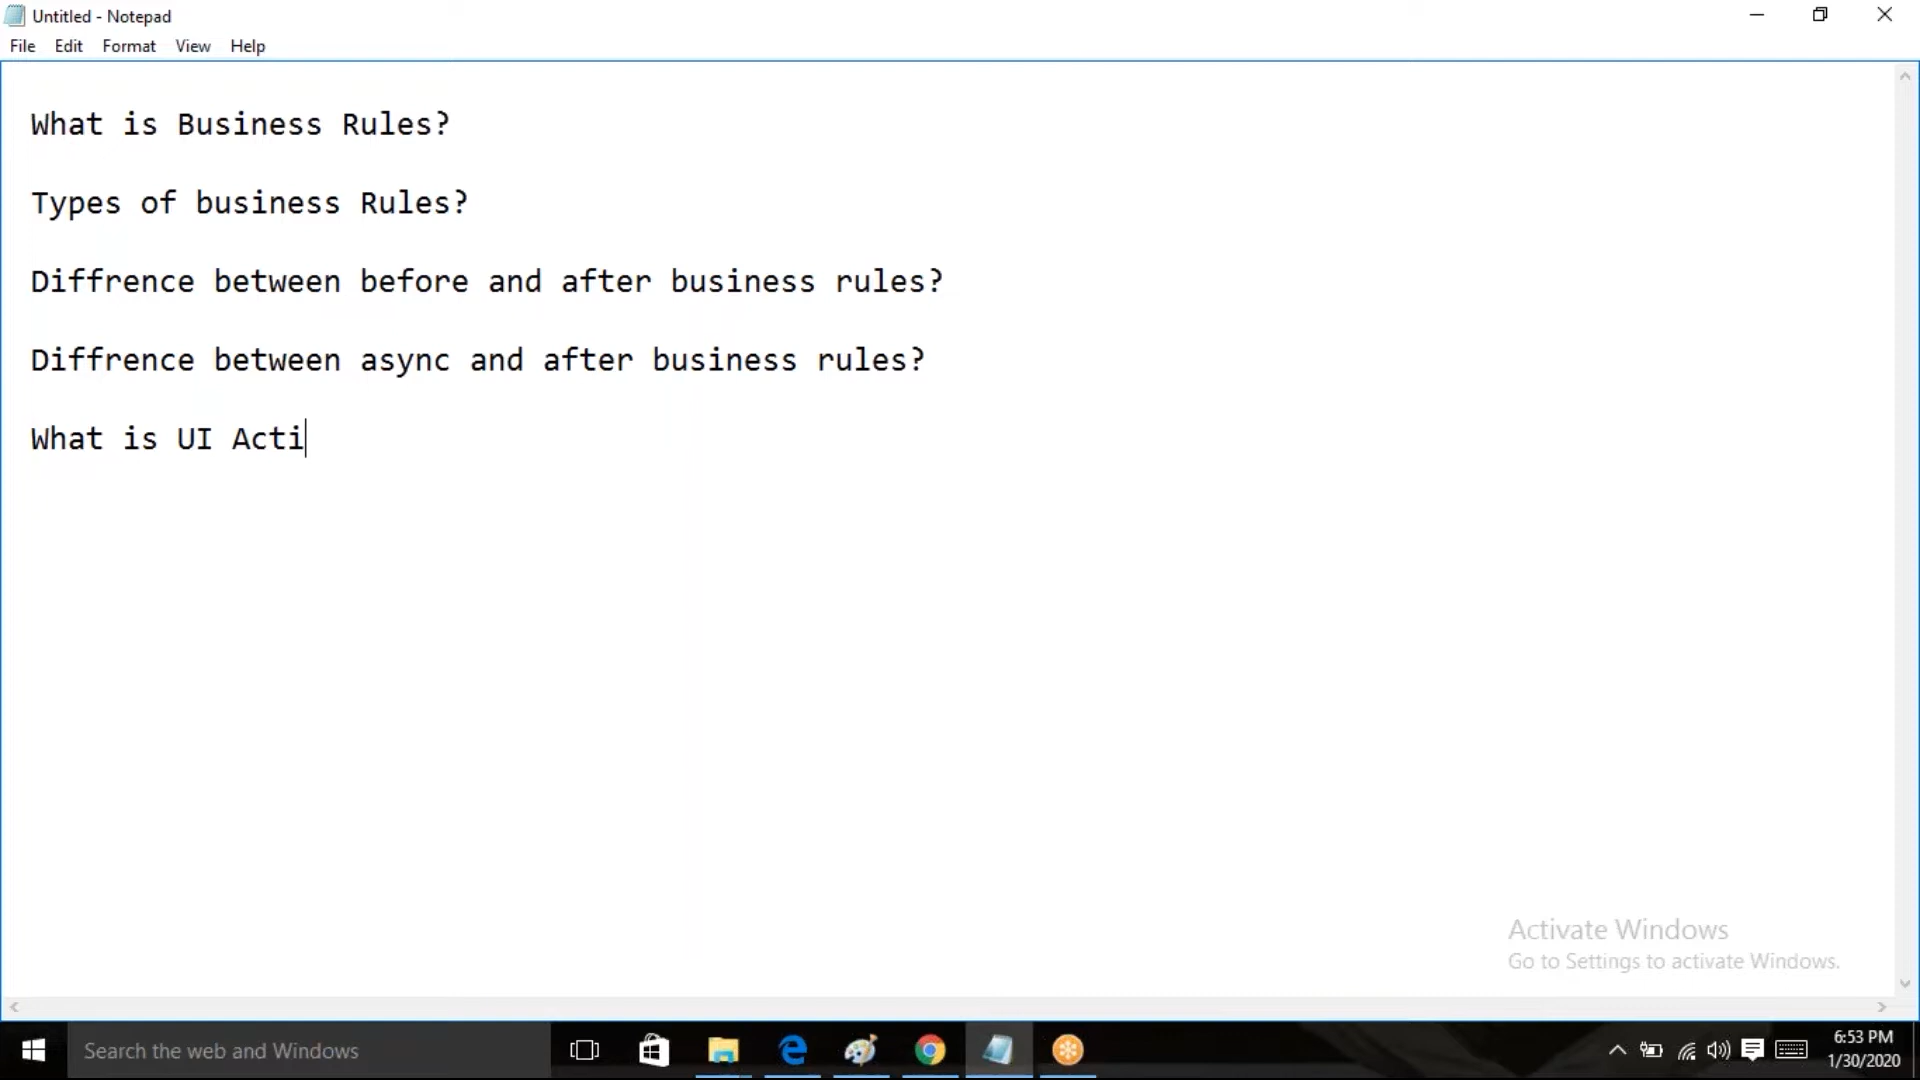 Untitled - Notepad
File Edit Format View Help
What is Business Rules?
Types of business Rules?
Diffrence between before and after business rules?
Diffrence between async and after business rules?
What is UI Acti
Activate Windows
Go to Settings to activate Windows.
Search the web and Windows
6:53 PM
1/30/2020